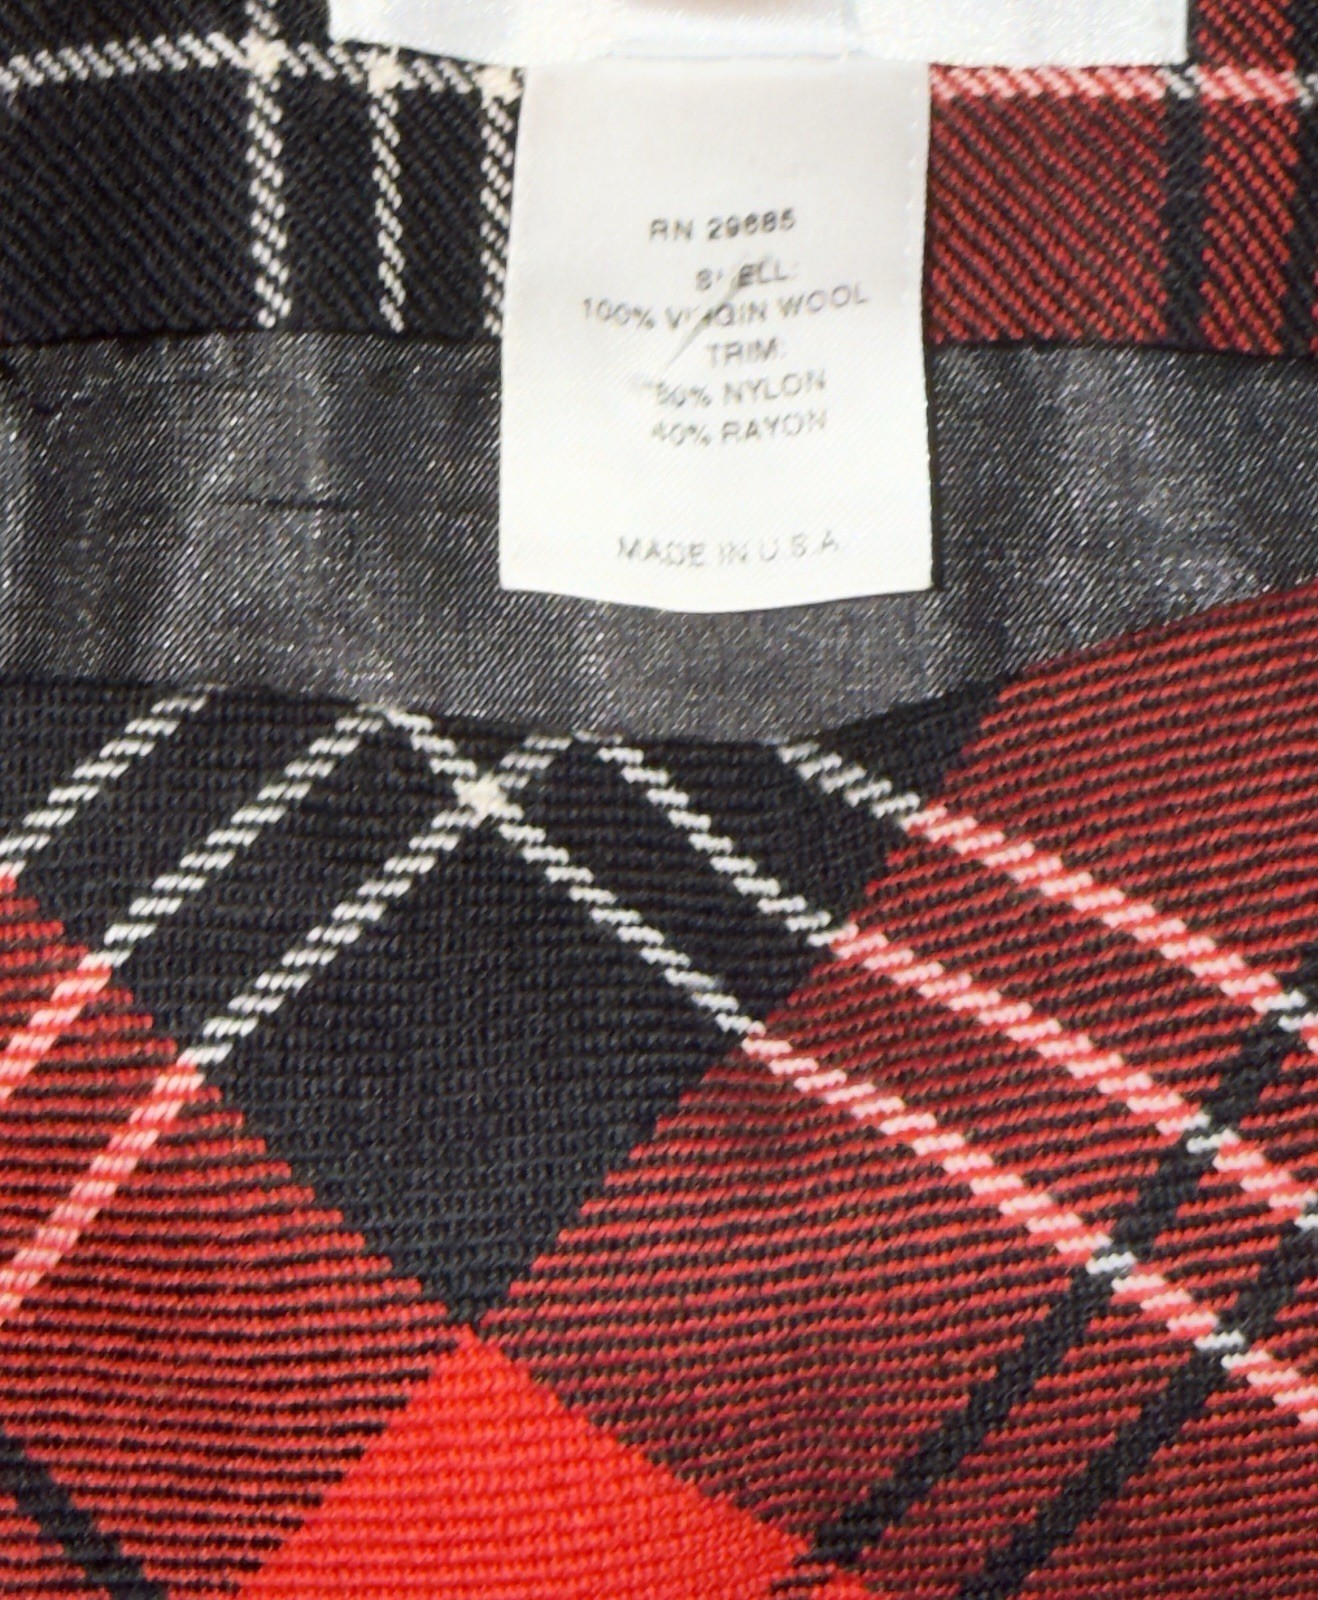 RN 29685
SHELL:
100% VIRGIN WOOL
TRIM:
60% NYLON
40% RAYON
MADE IN U.S.A.